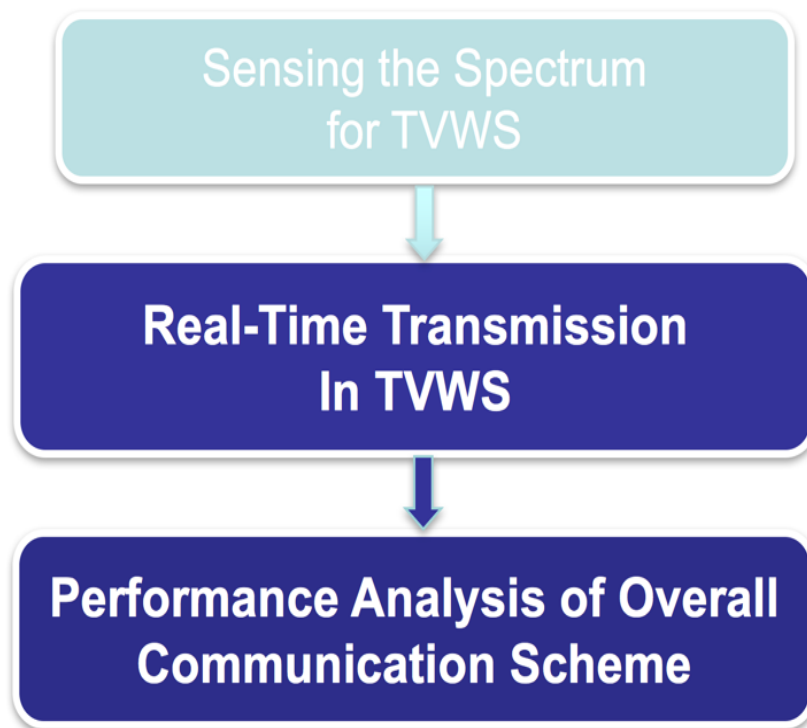 Sensing the Spectrum
for TVWS
Real-Time Transmission
In TVWS
Performance Analysis of Overall
Communication Scheme